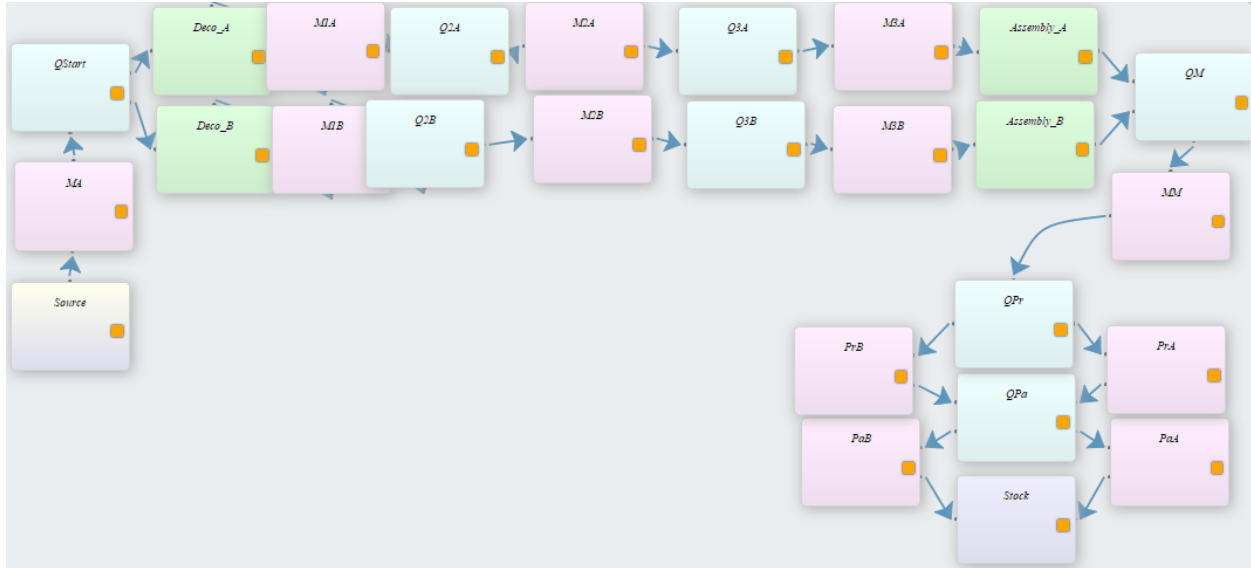 Deco_A
M1A
Q2A
M2A
Q3A
M3A
Assembly_A
QStart
QM
Deco_B
M1B
Q2B
M2B
Q3B
M3B
Assembly_B
MA
MM
Source
QPr
PrB
PrA
QPa
PaB
PaA
Stock